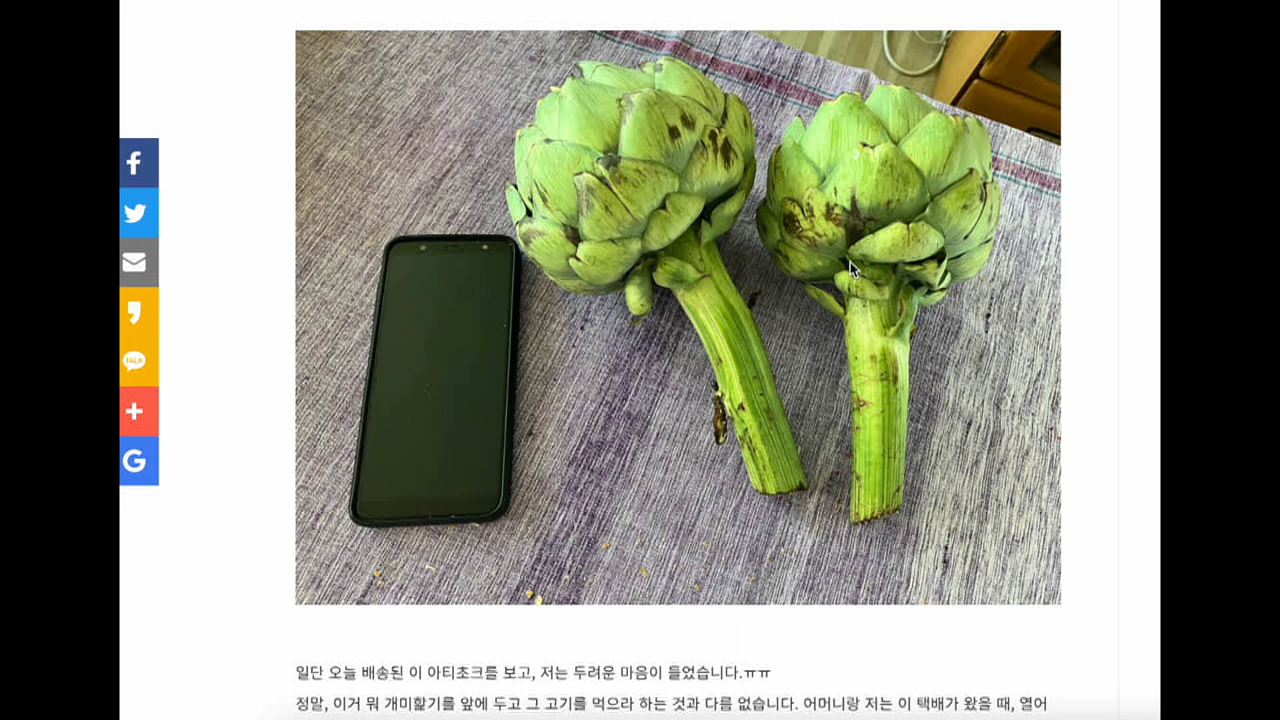 TALK
일단 오늘 배송된 이 아티초크를 보고, 저는 두려운 마음이 들었습니다.ㅠㅠ
정말, 이거 뭐 개미핥기를 앞에 두고 그 고기를 먹으라 하는 것과 다름 없습니다. 어머니랑 저는 이 택배가 왔을 때, 열어